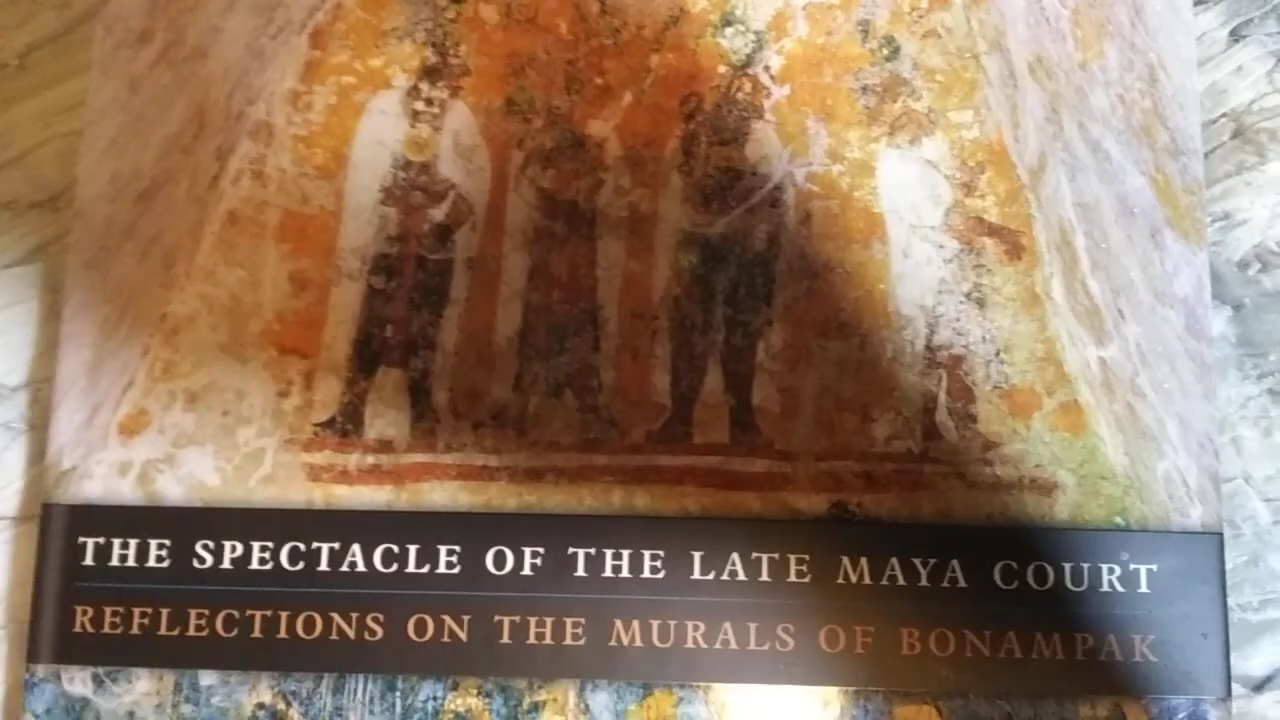 THE SPECTACLE OF THE LATE MAYA COURT
REFLECTIONS ON THE MURALS OF BONAMPAK